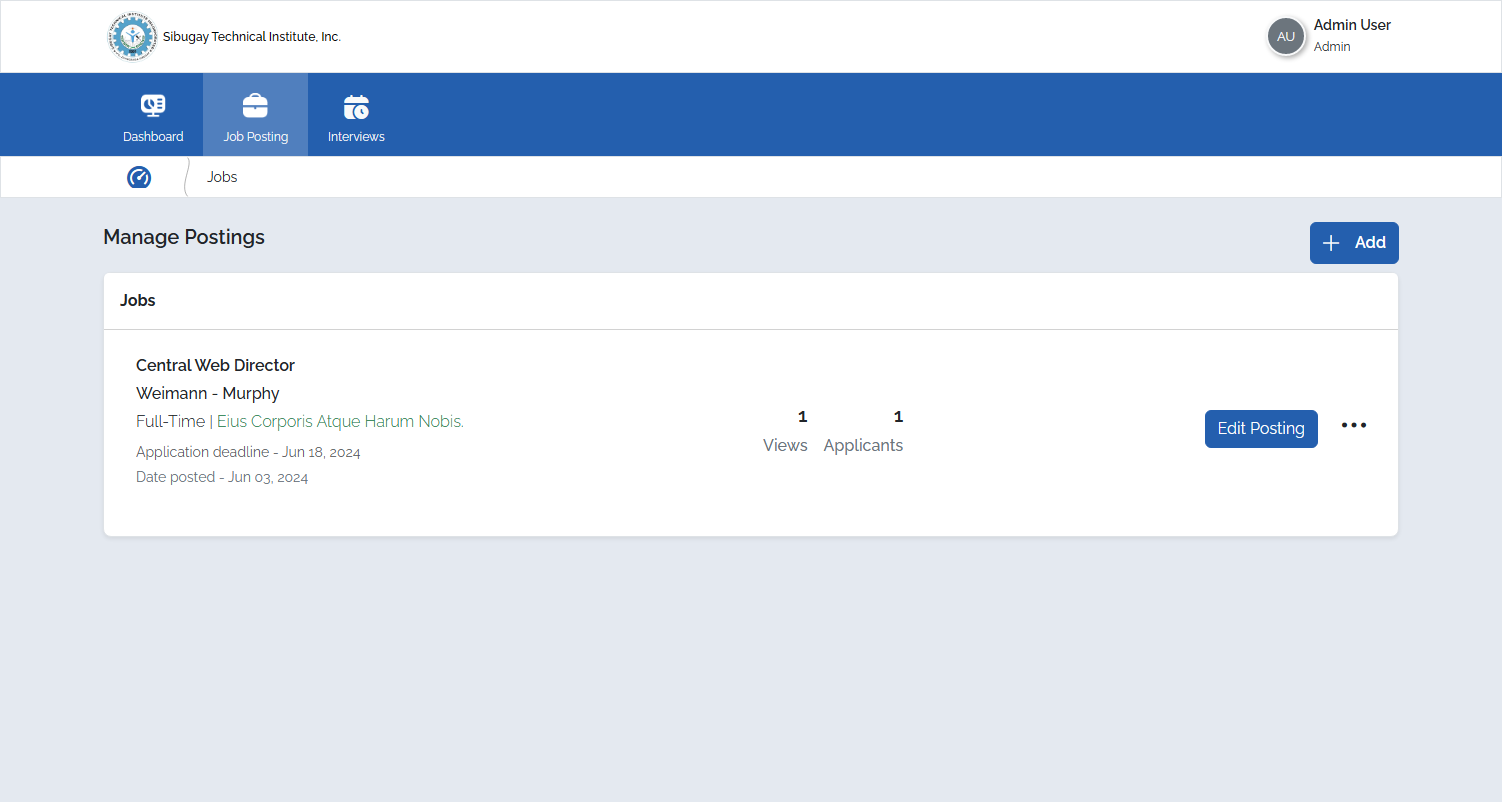 Sibugay Technical Institute, Inc.
AU
Admin User
Admin
Dashboard
Job Posting
Interviews
Jobs
Manage Postings
Add
Jobs
Central Web Director
Weimann - Murphy
Full-Time | Eius Corporis Atque Harum Nobis.
Application deadline - Jun 18, 2024
Date posted - Jun 03, 2024
1 1
Views Applicants
Edit Posting